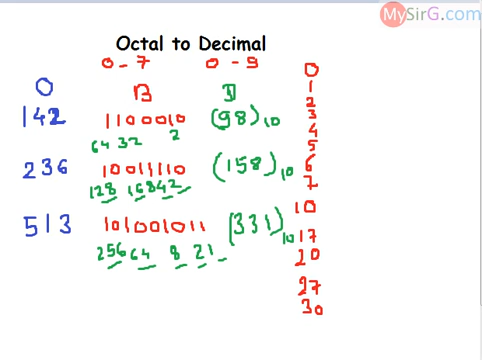 MySirG.com
Octal to Decimal
0 - 7 0 - 9
O B D
142 1100010 (98)10
64 32 2
236 10011110 (158)10
128 16 8 4 2
513 101001011 (331)10
256 64 8 2 1
0
1
2
3
4
5
6
7
10
17
20
27
30